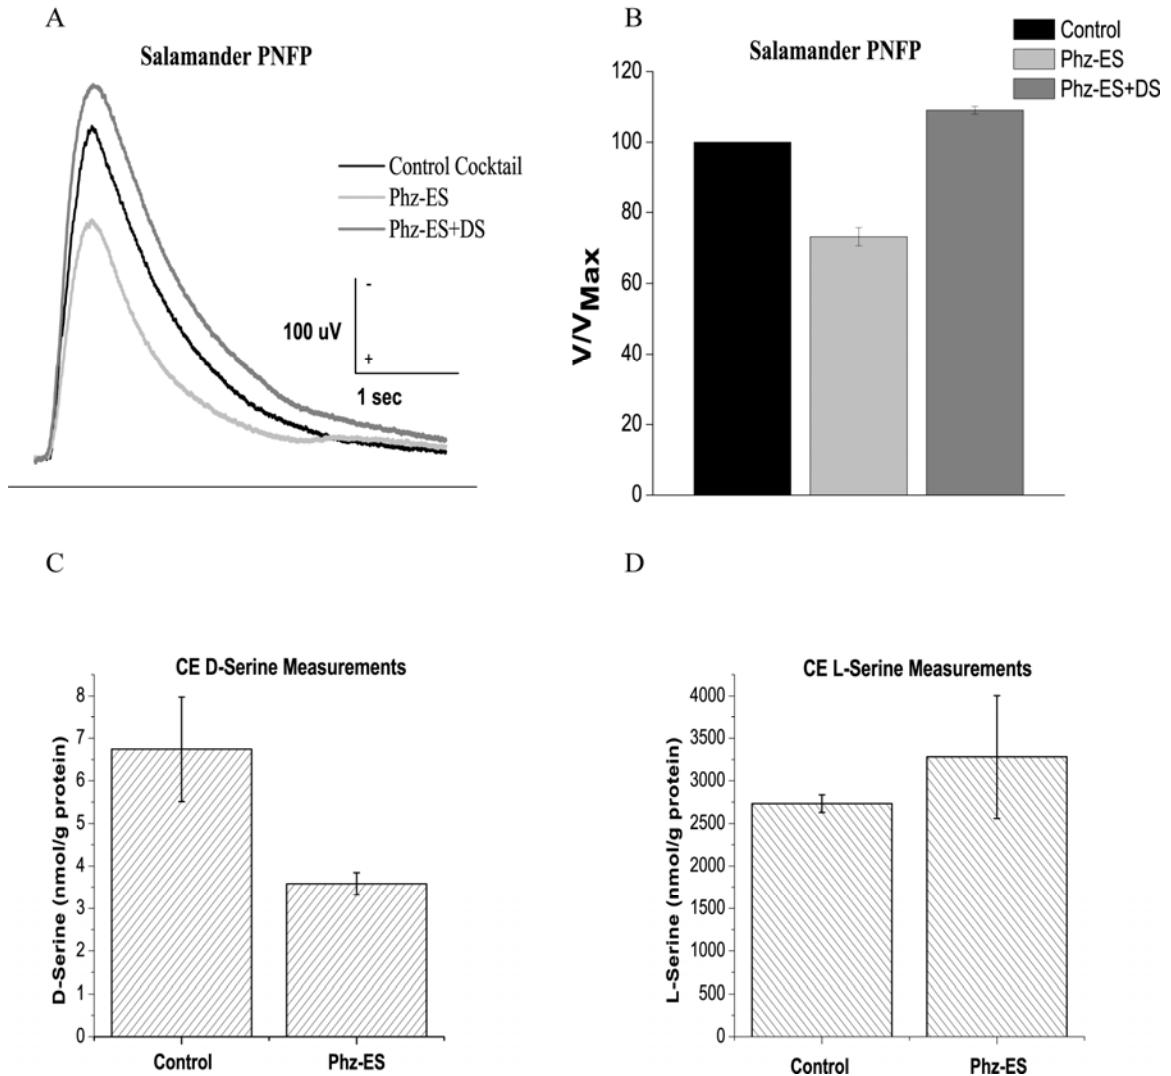 A
Salamander PNFP
Control Cocktail
Phz-ES
Phz-ES+DS
-
100 uV
+
1 sec
B
Control
Phz-ES
Phz-ES+DS
Salamander PNFP
120
100
80
60
40
20
0
V/VMax
C
CE D-Serine Measurements
8
7
6
5
4
3
2
1
0
D-Serine (nmol/g protein)
Control
Phz-ES
D
CE L-Serine Measurements
4000
3500
3000
2500
2000
1500
1000
500
0
L-Serine (nmol/g protein)
Control
Phz-ES